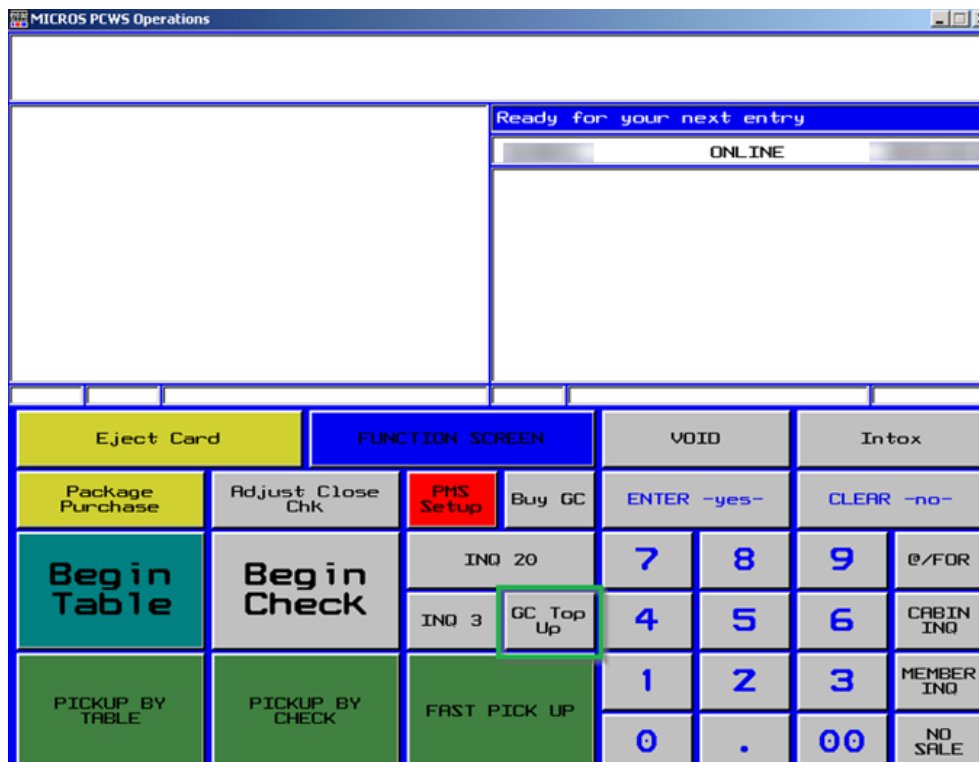 MICROS PCWS Operations
Ready for your next entry
ONLINE
Eject Card
FUNCTION SCREEN
VOID
Intox
Package
Purchase
Adjust Close
Chk
PMS
Setup
Buy GC
ENTER -yes-
CLEAR -no-
Begin
Table
Begin
Check
INQ 20
7
8
9
@/FOR
INQ 3
GC Top
Up
4
5
6
CABIN
INQ
PICKUP BY
TABLE
PICKUP BY
CHECK
FAST PICK UP
1
2
3
MEMBER
INQ
0
.
00
NO
SALE